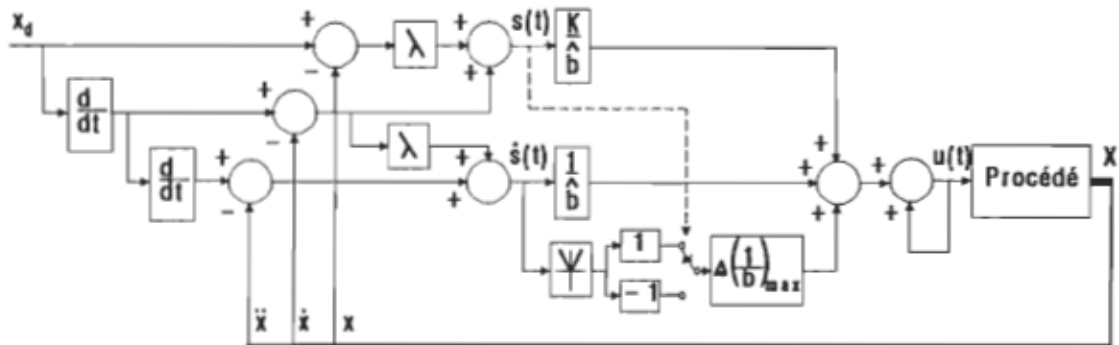 x_d
+
-
λ
+
+
s(t)
K
b̂
d
dt
+
-
λ
+
+
ṡ(t)
1
b̂
d
dt
+
-
+
+
+
+
+
u(t)
Procédé
X
1
-1
Δ(1/b)max
ẍ
ẋ
x